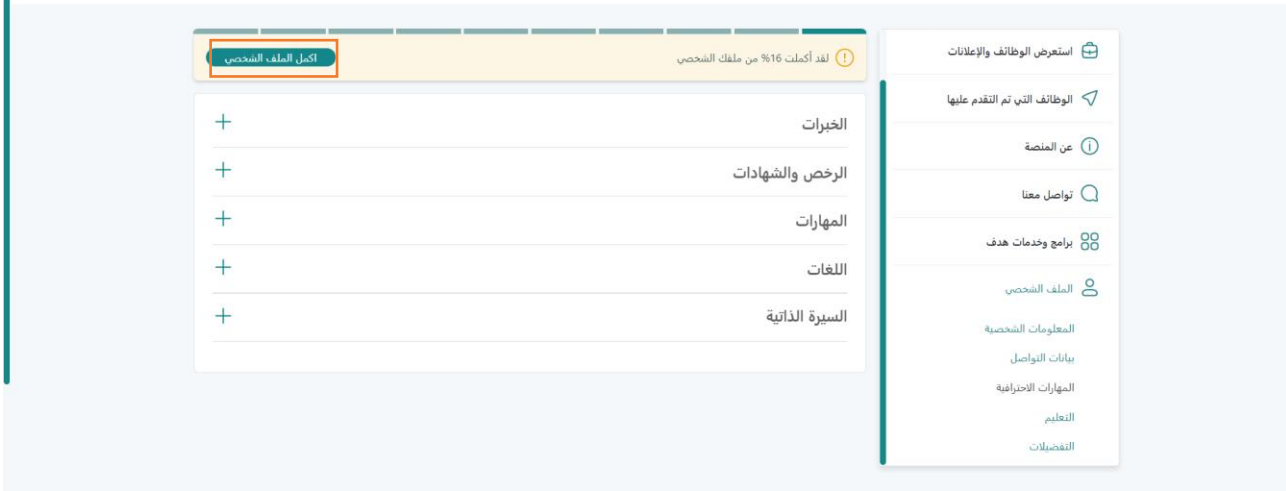 استعرض الوظائف والإعلانات
الوظائف التي تم التقدم عليها
عن المنصة
تواصل معنا
برامج وخدمات هدف
الملف الشخصي
المعلومات الشخصية
بيانات التواصل
المهارات الاحترافية
التعليم
التفضيلات
لقد أكملت 16% من ملفك الشخصي
اكمل الملف الشخصي
الخبرات
الرخص والشهادات
المهارات
اللغات
السيرة الذاتية